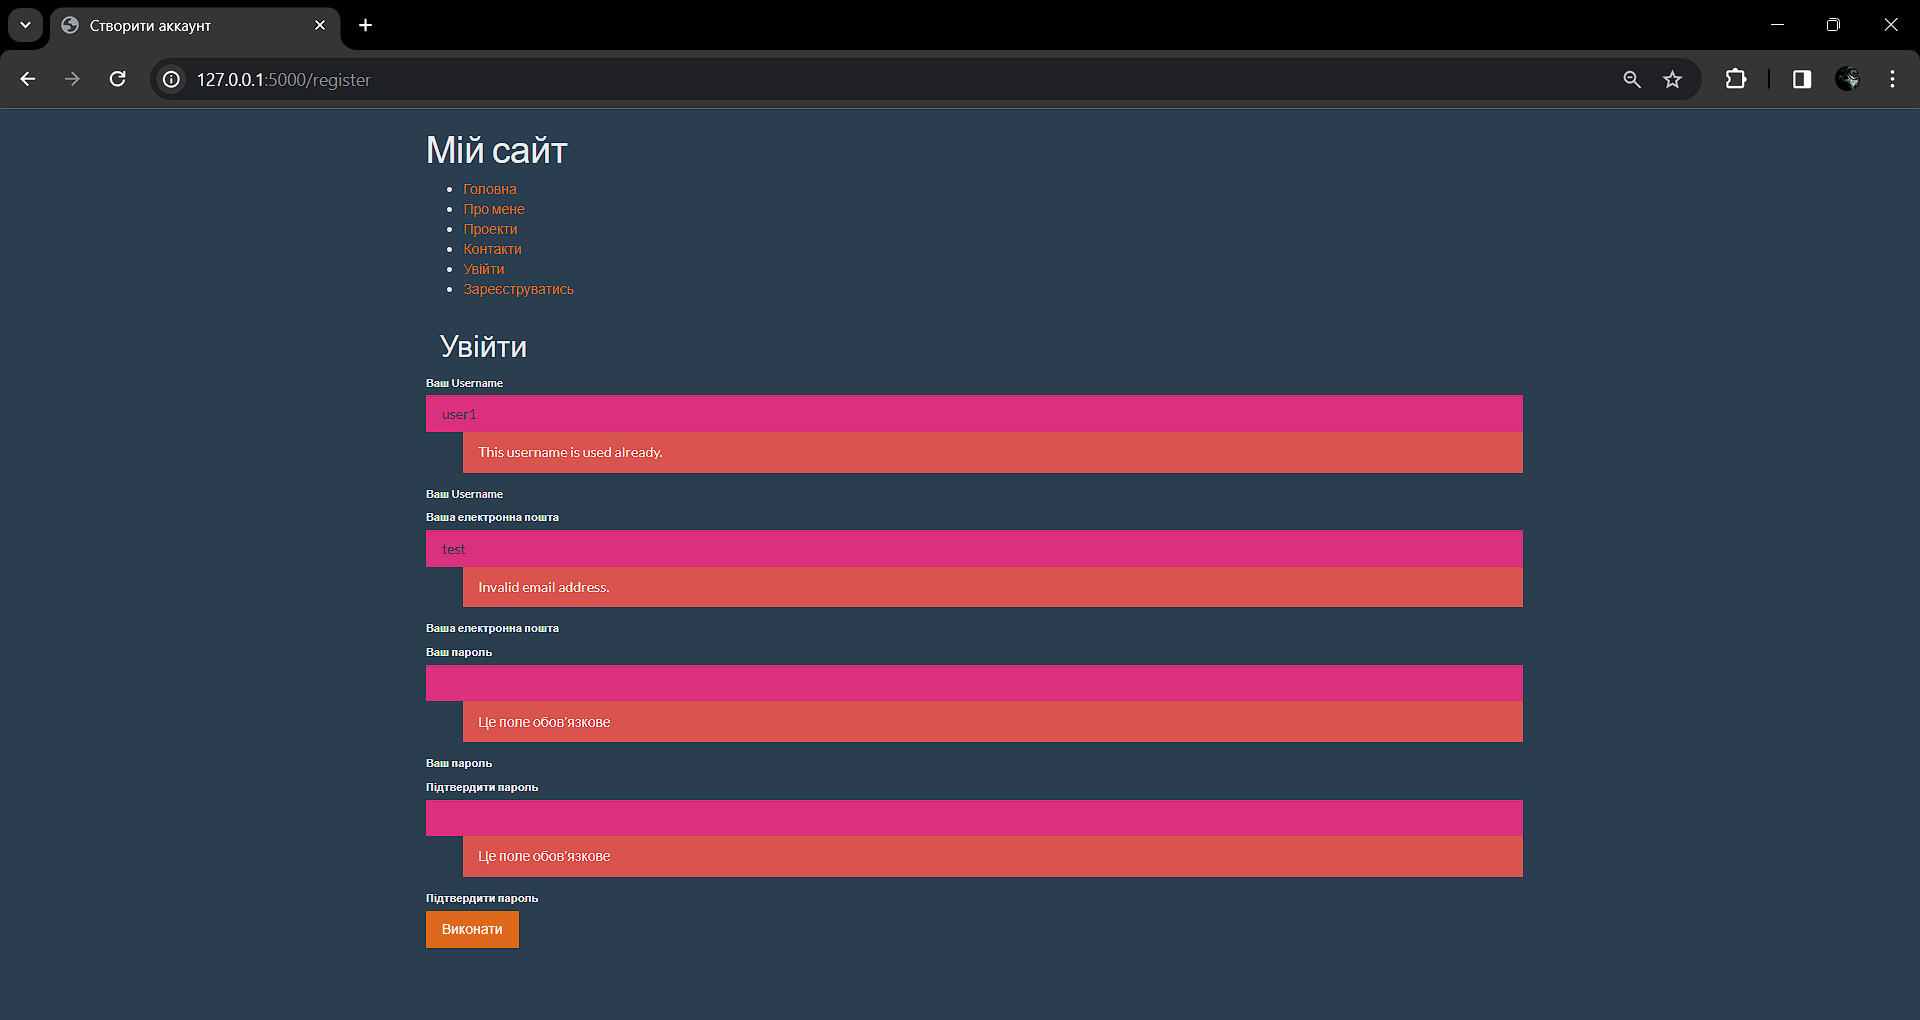 Створити аккаунт
127.0.0.1:5000/register
Мій сайт
Головна
Про мене
Проекти
Контакти
Увійти
Зареєструватись
Увійти
Ваш Username
user1
This username is used already.
Ваш Username
Ваша електронна пошта
test
Invalid email address.
Ваша електронна пошта
Ваш пароль
Це поле обов'язкове
Ваш пароль
Підтвердити пароль
Це поле обов'язкове
Підтвердити пароль
Виконати